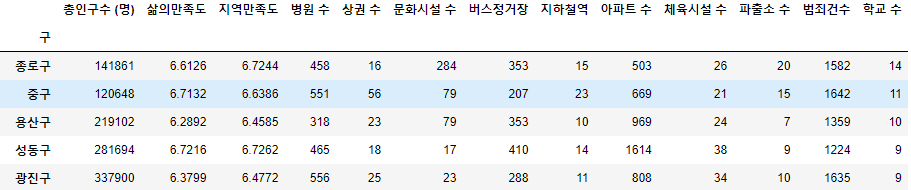 총인구수 (명) 삶의만족도 지역만족도 병원 수 상권 수 문화시설 수 버스정거장 지하철역 아파트 수 체육시설 수 파출소 수 범죄건수 학교 수
구
종로구 141861 6.6126 6.7244 458 16 284 353 15 503 26 20 1582 14
중구 120648 6.7132 6.6386 551 56 79 207 23 669 21 15 1642 11
용산구 219102 6.2892 6.4585 318 23 79 353 10 969 24 7 1359 10
성동구 281694 6.7216 6.7262 465 18 17 410 14 1614 38 9 1224 9
광진구 337900 6.3799 6.4772 556 25 23 288 11 808 34 10 1635 9